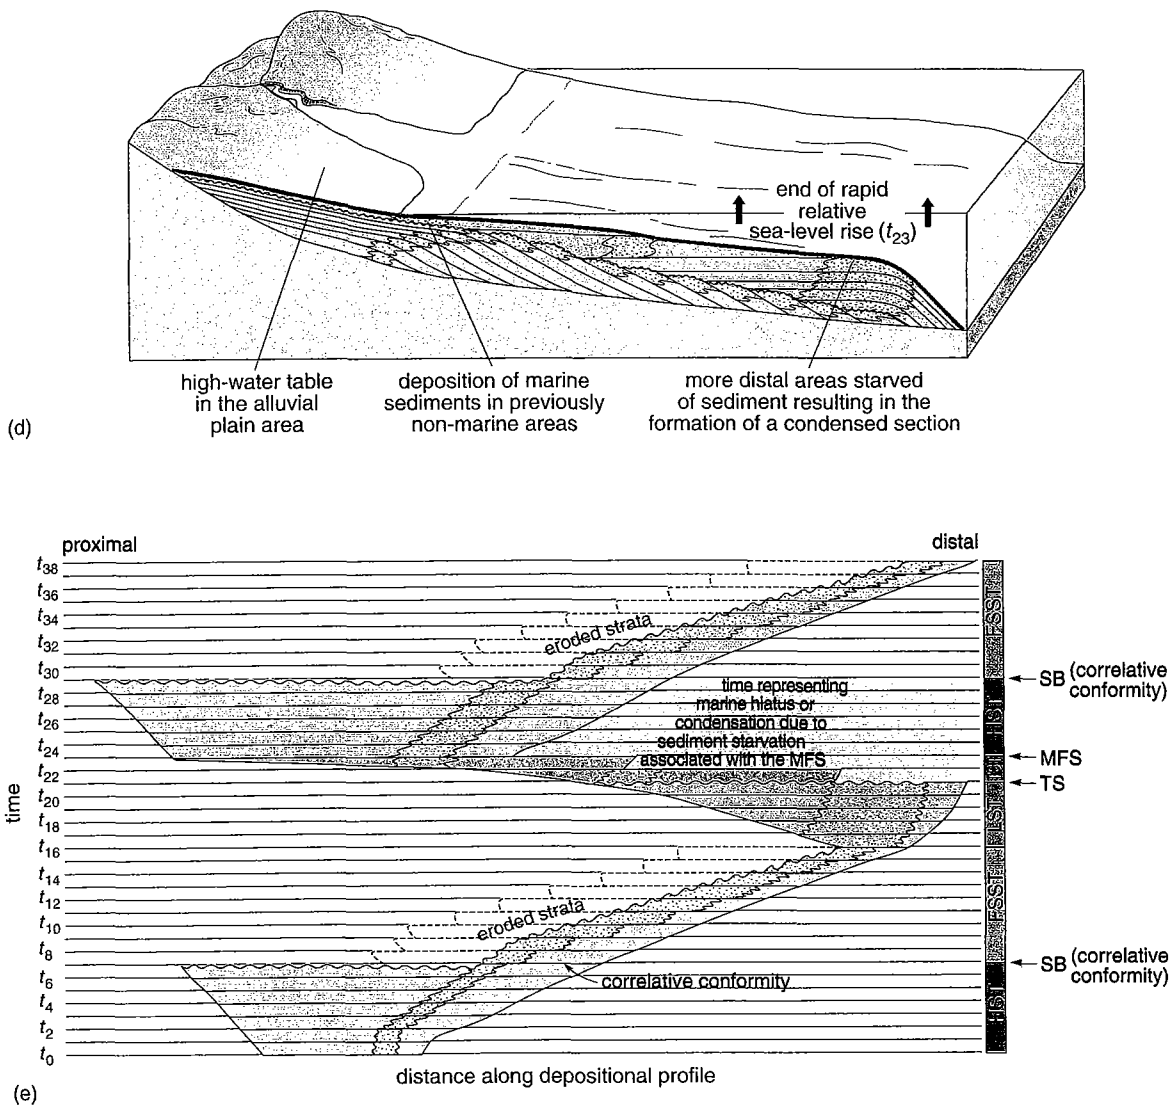 end of rapid
relative
sea-level rise (t23)
high-water table
in the alluvial
plain area
deposition of marine
sediments in previously
non-marine areas
more distal areas starved
of sediment resulting in the
formation of a condensed section
(d)
proximal
distal
t38
t36
t34
t32
t30
t28
t26
t24
t22
t20
t18
t16
t14
t12
t10
t8
t6
t4
t2
t0
time
eroded strata
time representing
marine hiatus or
condensation due to
sediment starvation
associated with the MFS
eroded strata
correlative conformity
FSST
SB (correlative
conformity)
HST
MFS
TS
LST
FSST
SB (correlative
conformity)
HST
distance along depositional profile
(e)